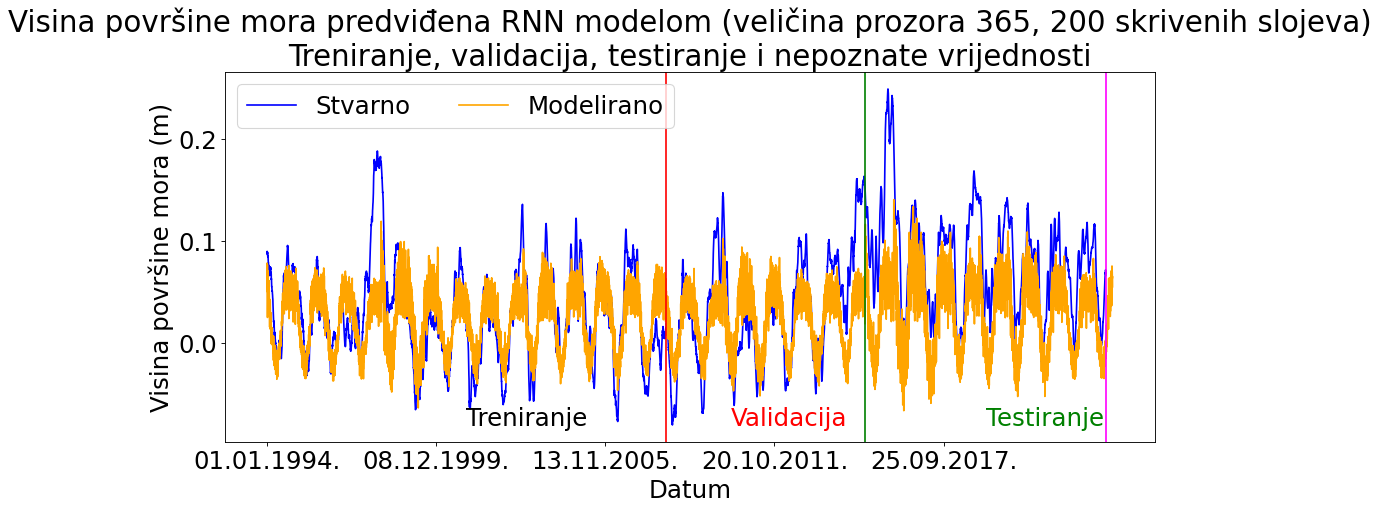 Visina površine mora predviđena RNN modelom (veličina prozora 365, 200 skrivenih slojeva)
Treniranje, validacija, testiranje i nepoznate vrijednosti
Stvarno Modelirano
Visina površine mora (m)
0.2
0.1
0.0
Treniranje Validacija Testiranje
01.01.1994. 08.12.1999. 13.11.2005. 20.10.2011. 25.09.2017.
Datum